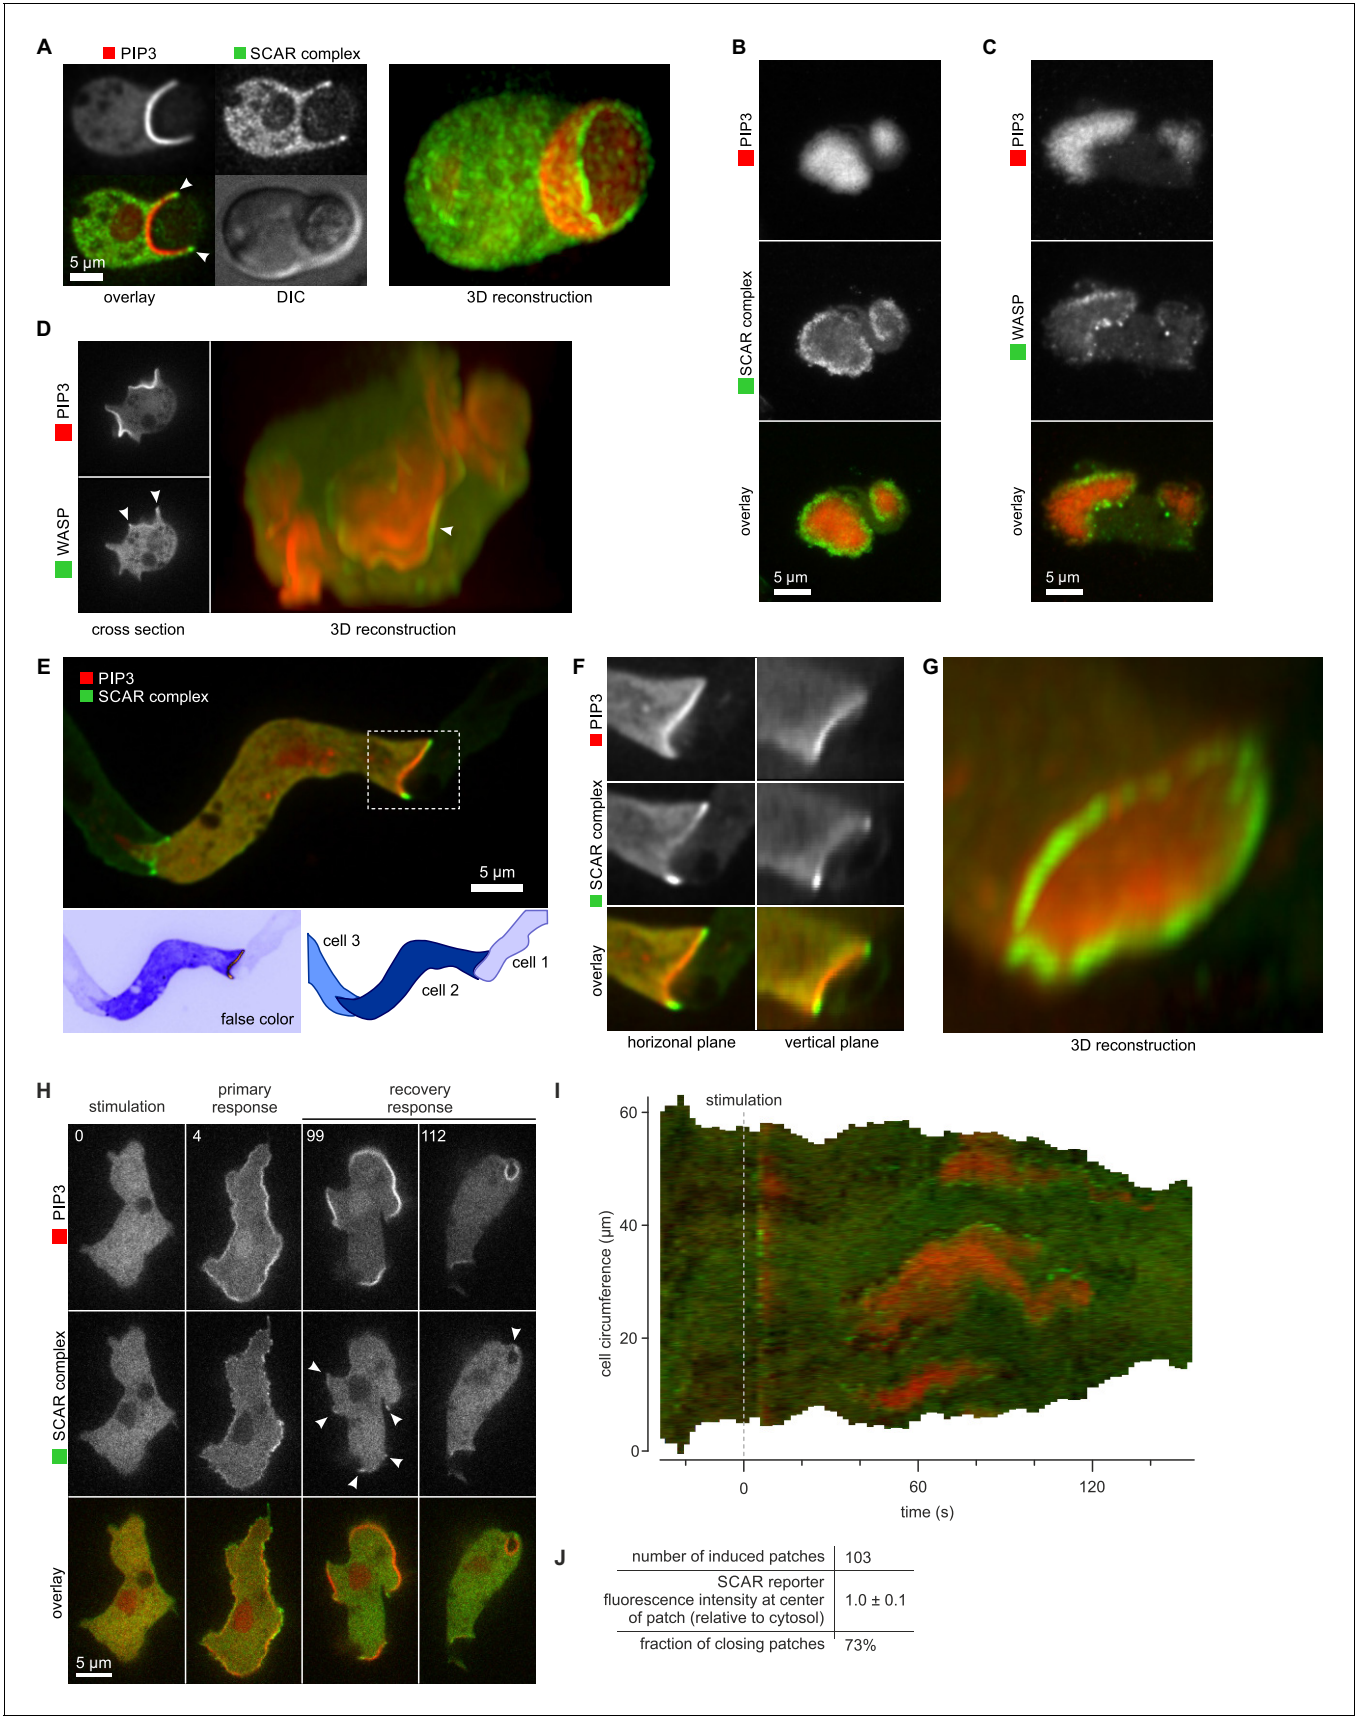 A
PIP3
SCAR complex
5 µm
overlay
DIC
3D reconstruction
B
PIP3
SCAR complex
overlay
5 µm
C
PIP3
WASP
overlay
5 µm
D
PIP3
WASP
cross section
3D reconstruction
E
PIP3
SCAR complex
5 µm
false color
cell 3
cell 2
cell 1
F
PIP3
SCAR complex
overlay
horizonal plane
vertical plane
G
3D reconstruction
H
stimulation
primary
response
recovery
response
0
4
99
112
PIP3
SCAR complex
overlay
5 µm
I
stimulation
cell circumference (µm)
60
40
20
0
0
60
120
time (s)
J
number of induced patches 103
SCAR reporter
fluorescence intensity at center 1.0 ± 0.1
of patch (relative to cytosol)
fraction of closing patches 73%